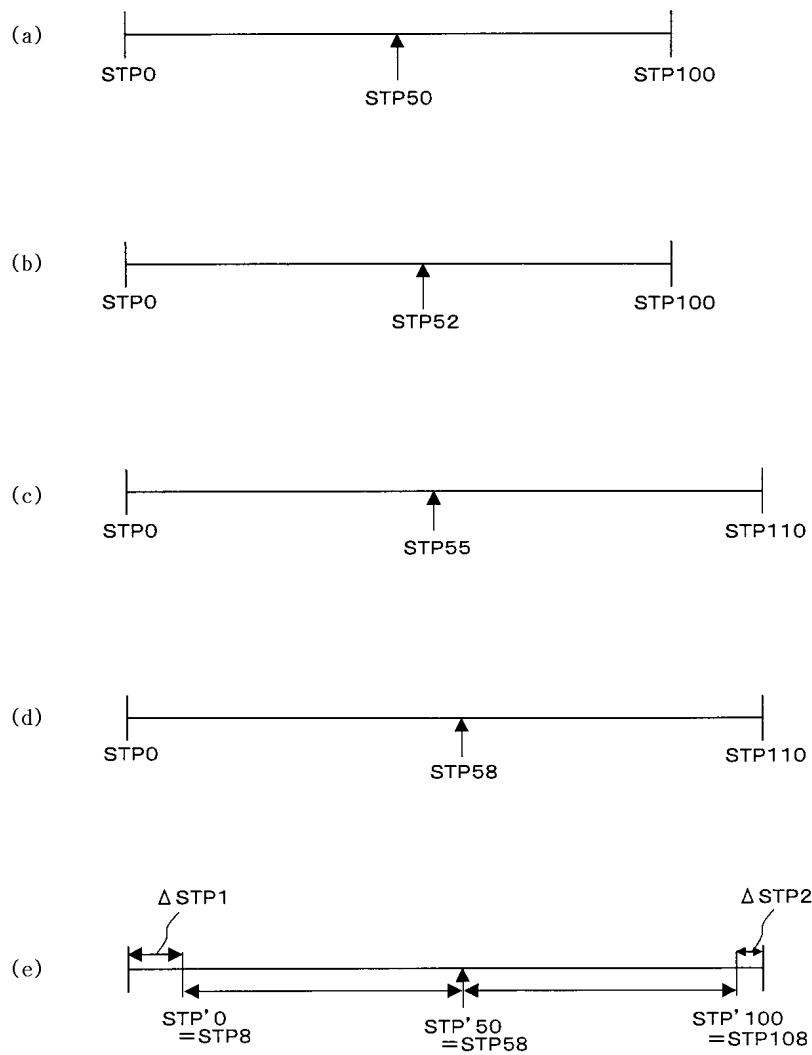 (a)
STP0
STP50
STP100
(b)
STP0
STP52
STP100
(c)
STP0
STP55
STP110
(d)
STP0
STP58
STP110
(e)
ΔSTP1
ΔSTP2
STP'0
=STP8
STP'50
=STP58
STP'100
=STP108